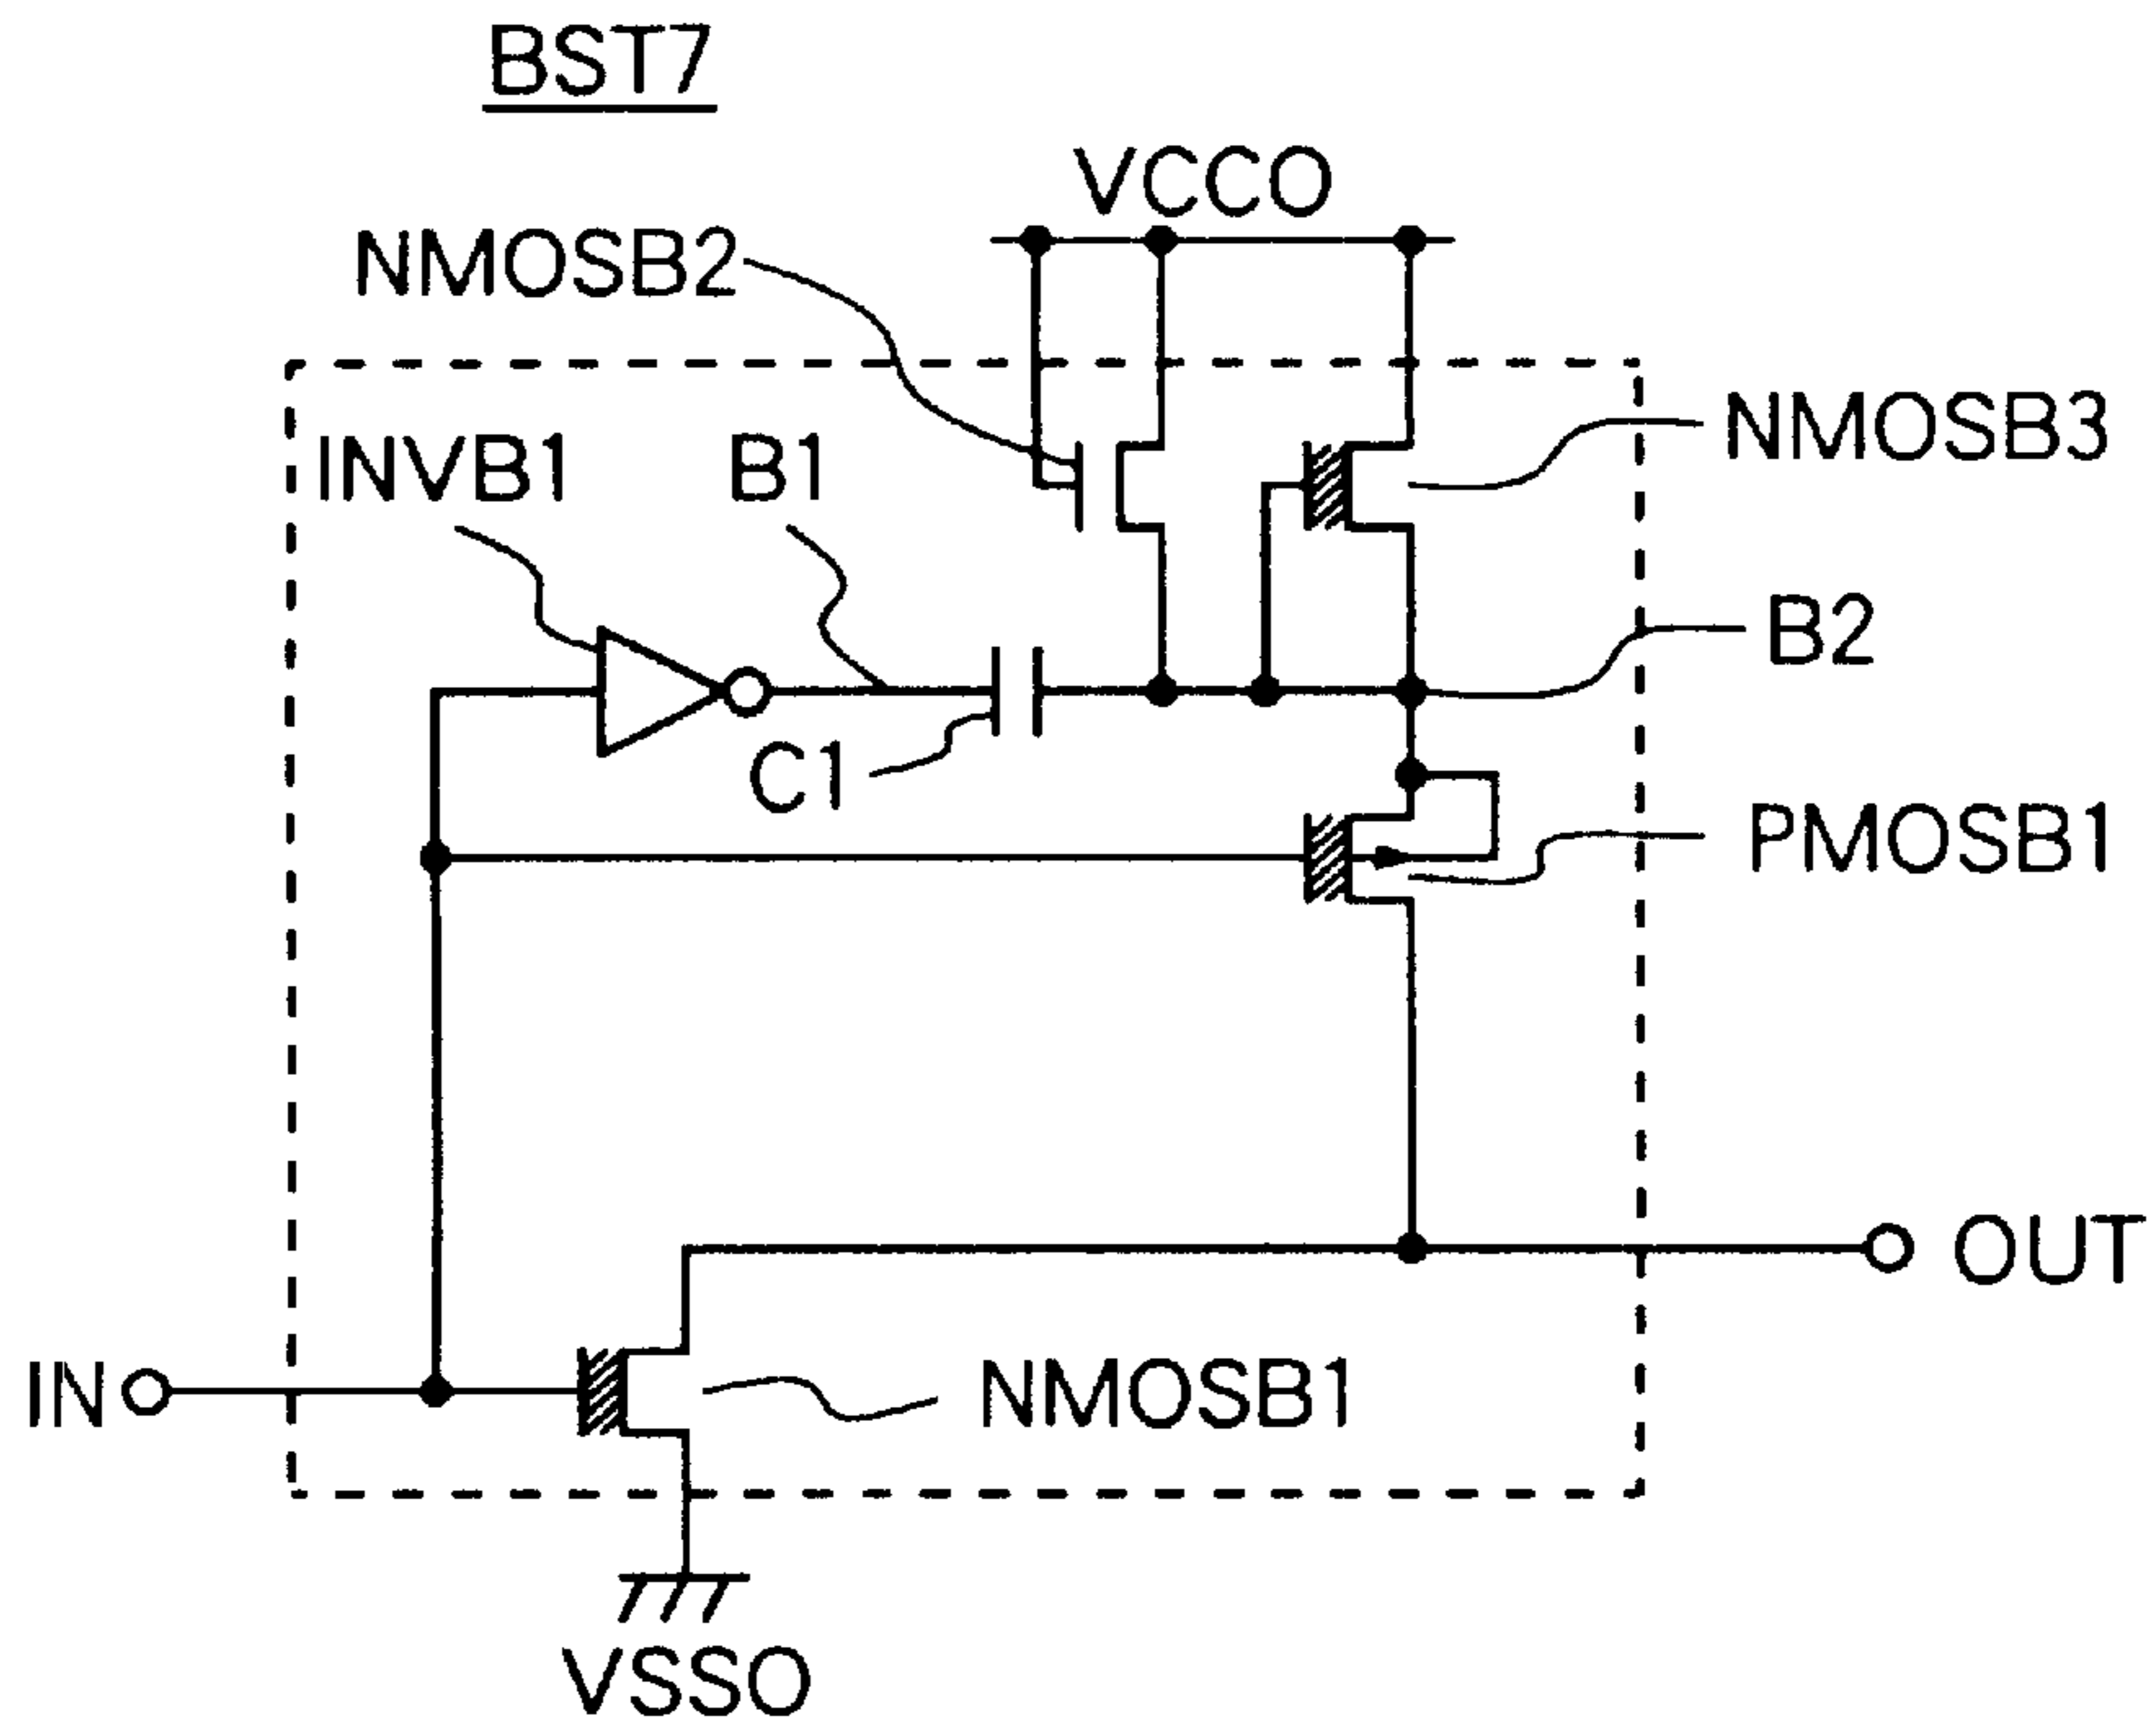 BST7
VCCO
NMOSB2
NMOSB3
INVB1
B1
B2
C1
PMOSB1
OUT
IN
NMOSB1
VSSO